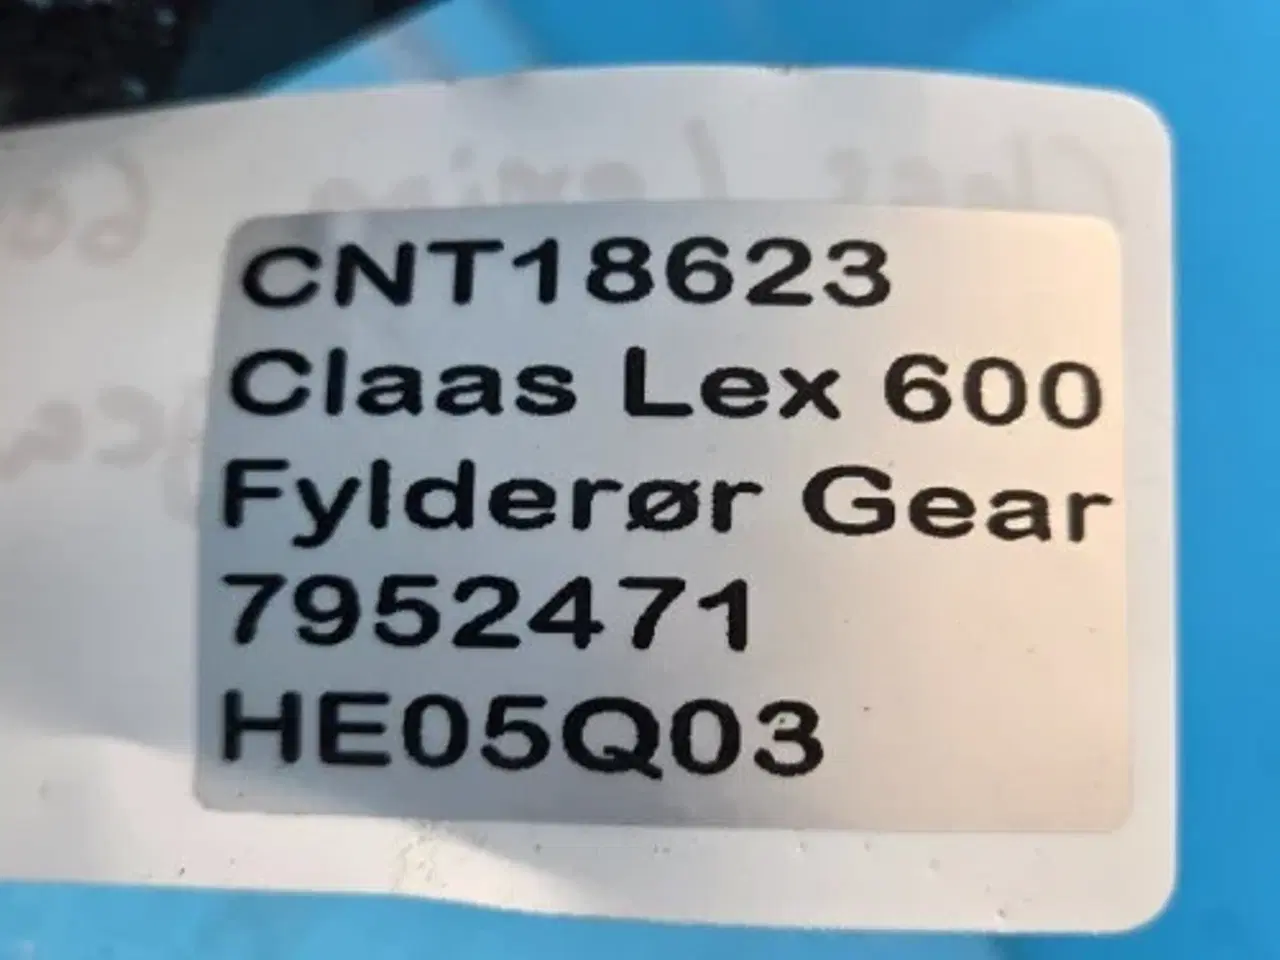 CNT18623
Claas Lex 600
Fylderør Gear
7952471
HE05Q03